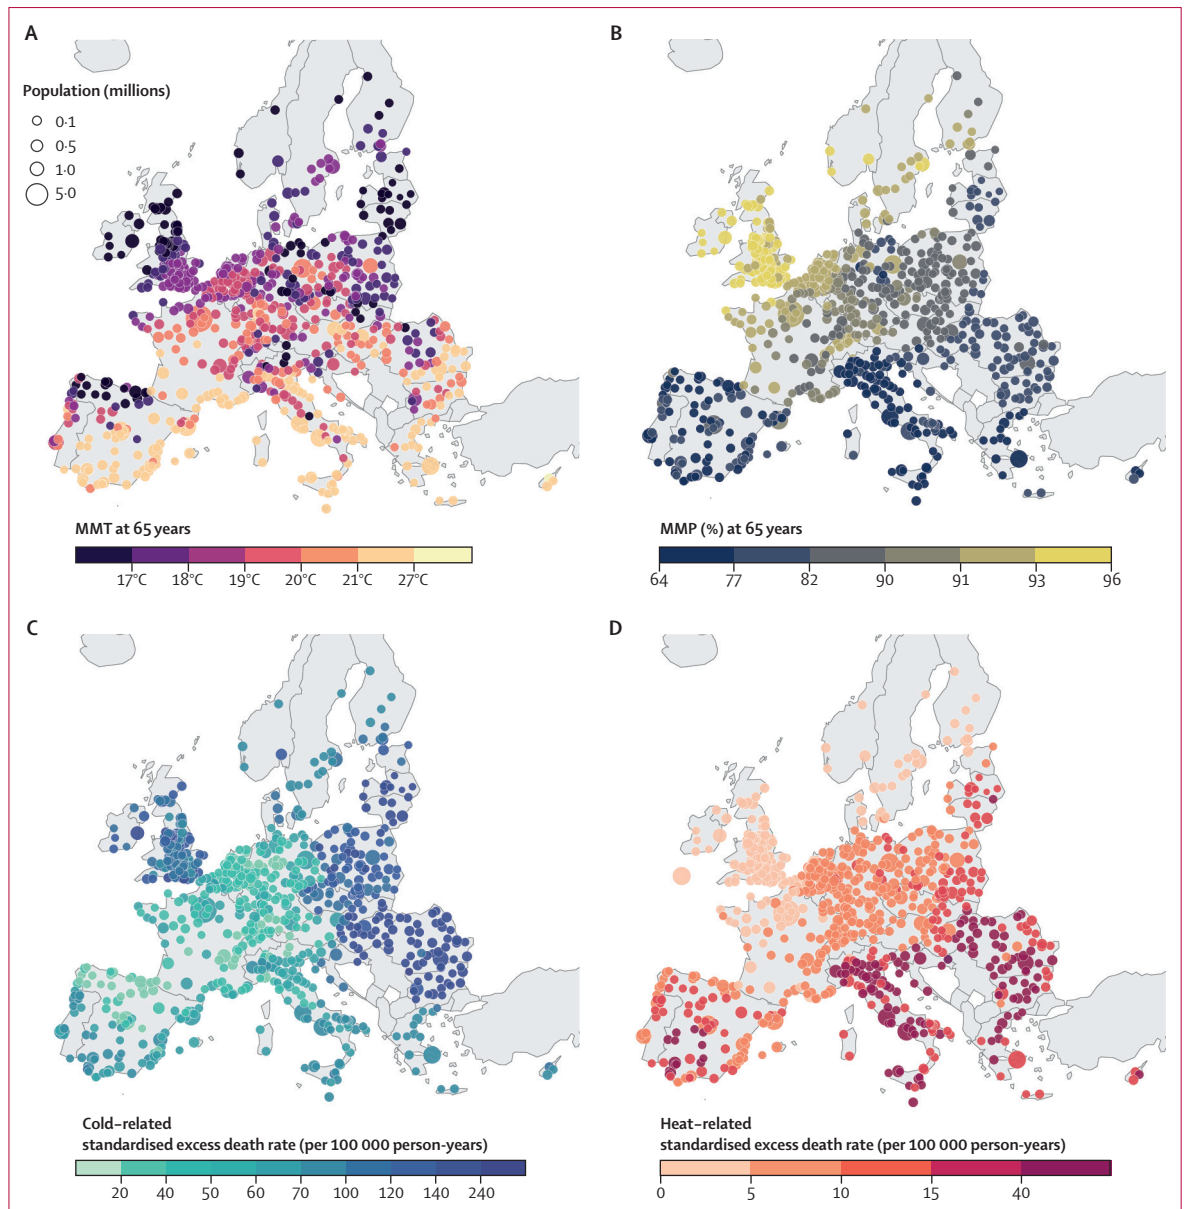 A
Population (millions)
0·1
0·5
1·0
5·0
MMT at 65 years
17°C 18°C 19°C 20°C 21°C 27°C
B
MMP (%) at 65 years
64 77 82 90 91 93 96
C
Cold–related
standardised excess death rate (per 100 000 person-years)
20 40 50 60 70 100 120 140 240
D
Heat–related
standardised excess death rate (per 100 000 person-years)
0 5 10 15 40